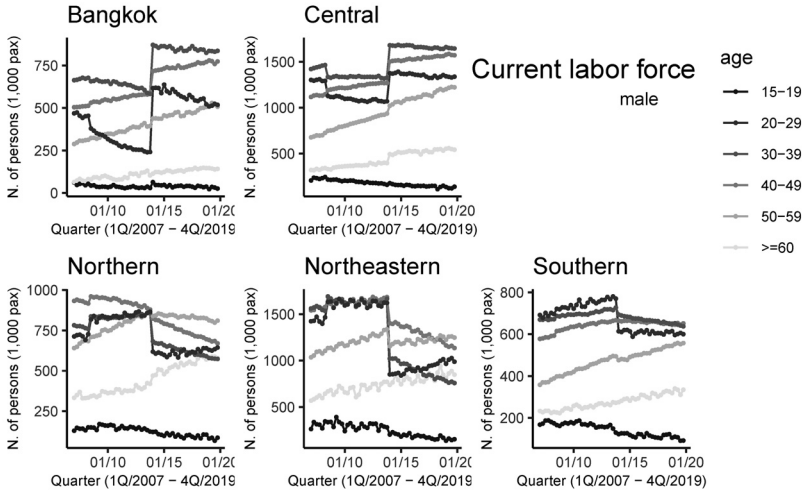 Bangkok
N. of persons (1,000 pax)
750
500
250
0
01/10 01/15 01/20
Quarter (1Q/2007 − 4Q/2019)
Central
N. of persons (1,000 pax)
1500
1000
500
01/10 01/15 01/20
Quarter (1Q/2007 − 4Q/2019)
Current labor force
male
age
15−19
20−29
30−39
40−49
50−59
>=60
Northern
N. of persons (1,000 pax)
1000
750
500
250
01/10 01/15 01/20
Quarter (1Q/2007 − 4Q/2019)
Northeastern
N. of persons (1,000 pax)
1500
1000
500
01/10 01/15 01/20
Quarter (1Q/2007 − 4Q/2019)
Southern
N. of persons (1,000 pax)
800
600
400
200
01/10 01/15 01/20
Quarter (1Q/2007 − 4Q/2019)